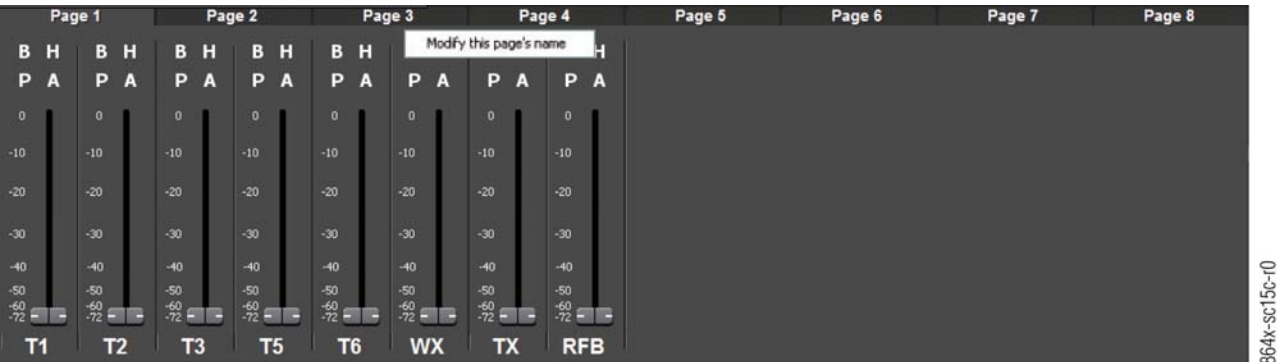 Page 1 Page 2 Page 3 Page 4 Page 5 Page 6 Page 7 Page 8
Modify this page's name
B H B H B H B H B H H
P A P A P A P A P A P A P A P A
0 0 0 0 0 0 0 0
-10 -10 -10 -10 -10 -10 -10 -10
-20 -20 -20 -20 -20 -20 -20 -20
-30 -30 -30 -30 -30 -30 -30 -30
-40 -40 -40 -40 -40 -40 -40 -40
-50 -50 -50 -50 -50 -50 -50 -50
-60 -60 -60 -60 -60 -60 -60 -60
-72 -72 -72 -72 -72 -72 -72 -72
T1 T2 T3 T5 T6 WX TX RFB
864x-sc15c-r0